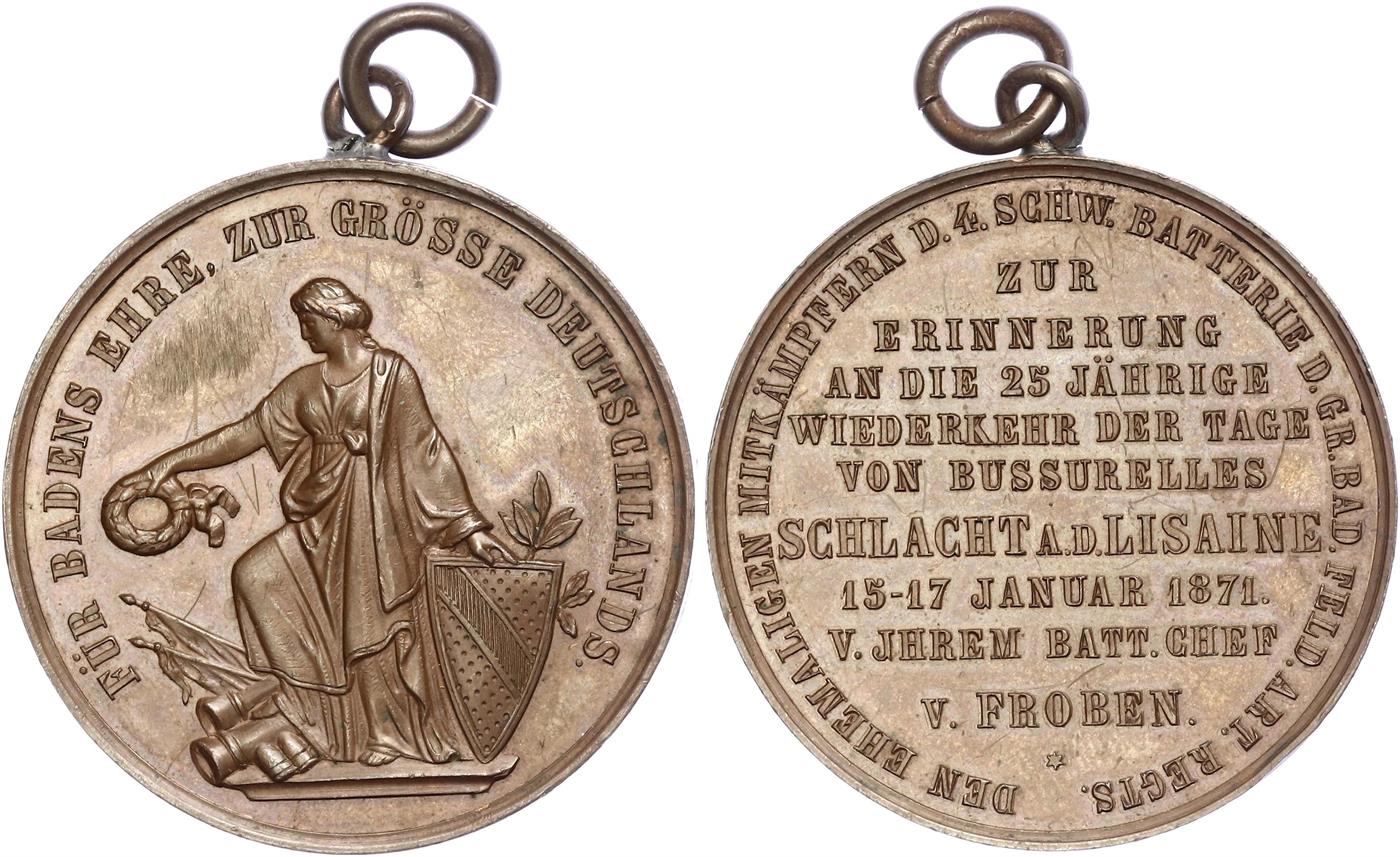 FÜR BADENS EHRE, ZUR GRÖSSE DEUTSCHLANDS.
DEN EHEMALIGEN MITKÄMPFERN D. 4. SCHW. BATTERIE D. GR. BAD. FELD. ART. REGTS.
ZUR
ERINNERUNG
AN DIE 25 JÄHRIGE
WIEDERKEHR DER TAGE
VON BUSSURELLES
SCHLACHT A.D. LISAINE.
15-17 JANUAR 1871.
V. JHREM BATT. CHEF
V. FROBEN.